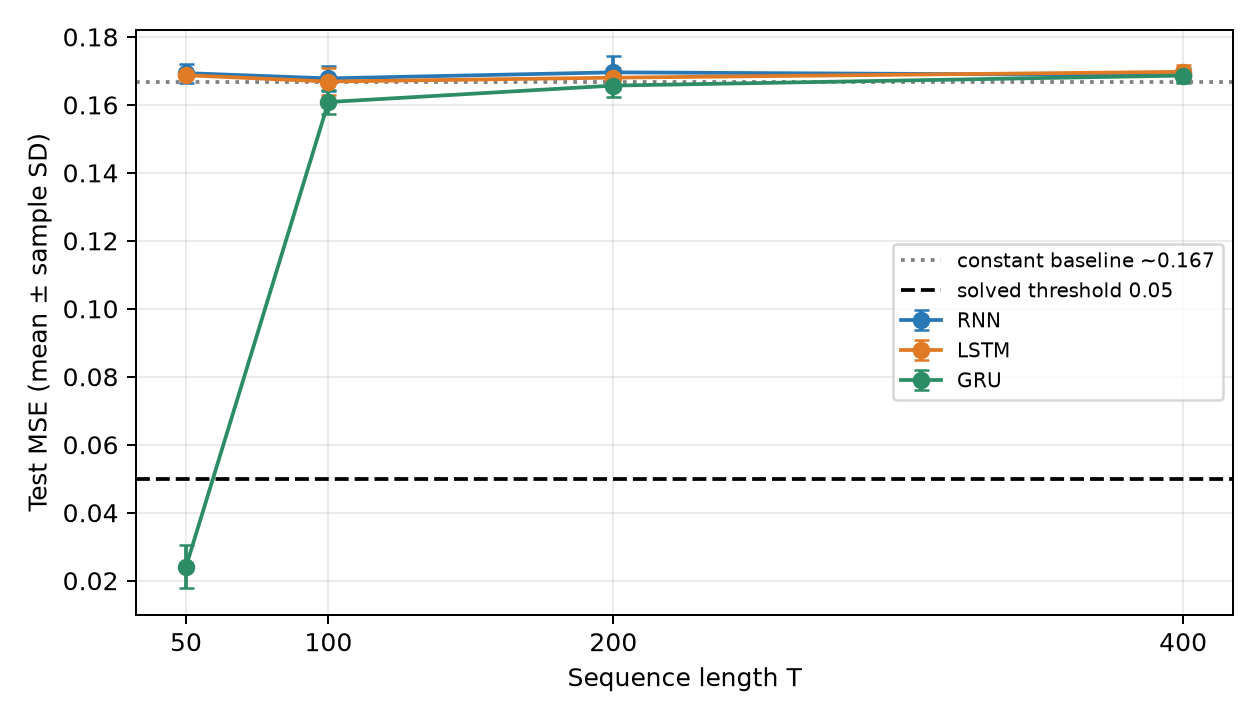 0.18
0.16
0.14
0.12
0.10
0.08
0.06
0.04
0.02
Test MSE (mean ± sample SD)
constant baseline ~0.167
solved threshold 0.05
RNN
LSTM
GRU
50 100 200 400
Sequence length T